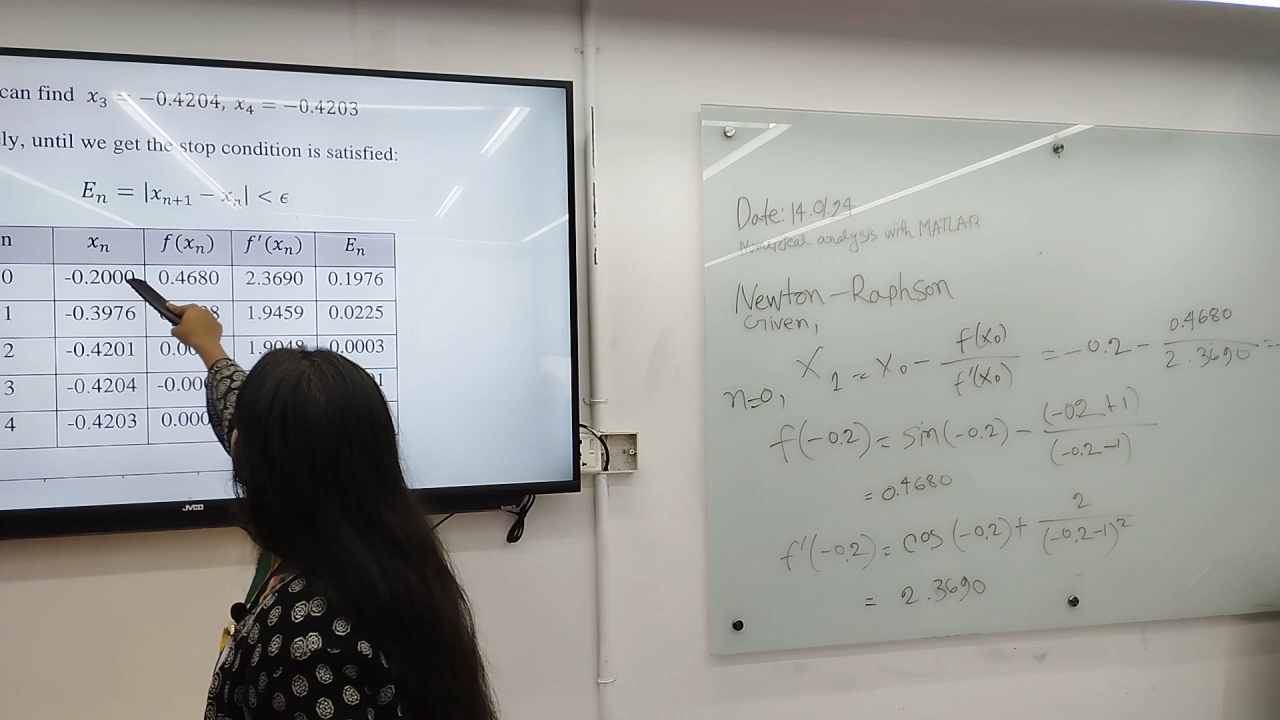 can find x₃ = −0.4204, x₄ = −0.4203
ly, until we get the stop condition is satisfied:
Eₙ = |xₙ₊₁ − xₙ| < ϵ
n xₙ f(xₙ) f′(xₙ) Eₙ
0 -0.2000 0.4680 2.3690 0.1976
1 -0.3976 1.9459 0.0225
2 -0.4201 1.9048 0.0003
3 -0.4204
4 -0.4203
JVCO
Date: 14.9.24
Numerical analysis with MATLAB
Newton-Raphson
Given,
n=0, X₁ = X₀ − f(X₀)/f′(X₀) = −0.2 − 0.4680/2.3690 =
f(−0.2) = sin(−0.2) − (−0.2+1)/(−0.2−1)
= 0.4680
f′(−0.2) = cos(−0.2) + 2/(−0.2−1)²
= 2.3690